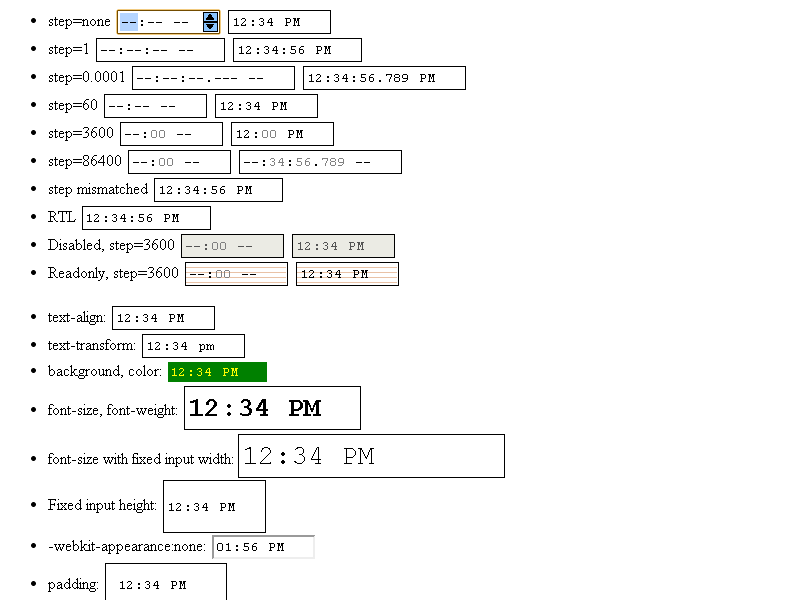 step=none --:-- -- 12:34 PM
step=1 --:--:-- -- 12:34:56 PM
step=0.0001 --:--:--.--- -- 12:34:56.789 PM
step=60 --:-- -- 12:34 PM
step=3600 --:00 -- 12:00 PM
step=86400 --:00 -- --:34:56.789 --
step mismatched 12:34:56 PM
RTL 12:34:56 PM
Disabled, step=3600 --:00 -- 12:34 PM
Readonly, step=3600 --:00 -- 12:34 PM
text-align: 12:34 PM
text-transform: 12:34 pm
background, color: 12:34 PM
font-size, font-weight: 12:34 PM
font-size with fixed input width: 12:34 PM
Fixed input height: 12:34 PM
-webkit-appearance:none: 01:56 PM
padding: 12:34 PM